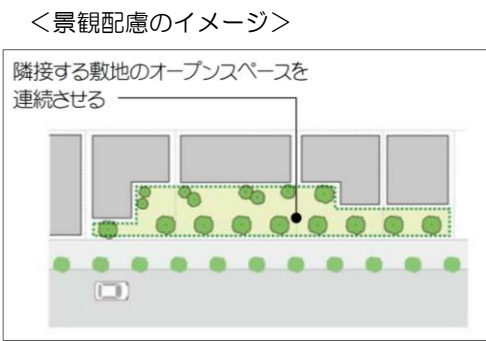 ＜景観配慮のイメージ＞
隣接する敷地のオープンスペースを
連続させる